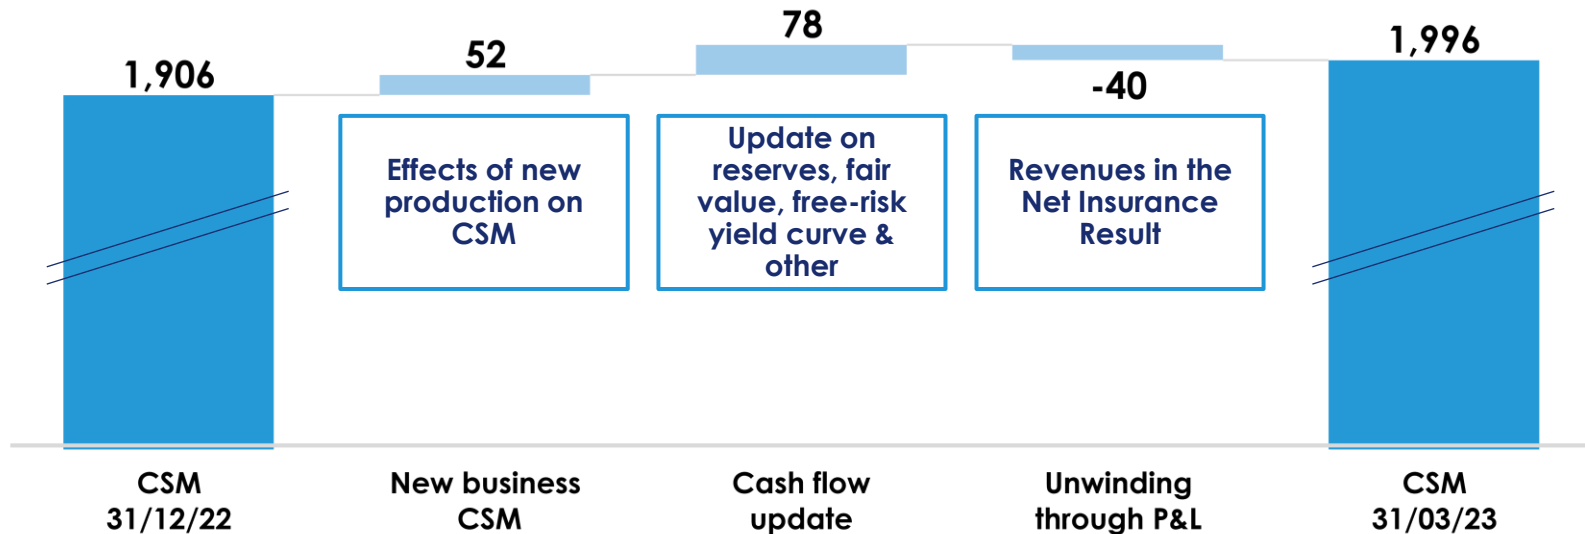 1,906
52
78
-40
1,996
Effects of new
production on
CSM
Update on
reserves, fair
value, free-risk
yield curve &
other
Revenues in the
Net Insurance
Result
CSM
31/12/22
New business
CSM
Cash flow
update
Unwinding
through P&L
CSM
31/03/23